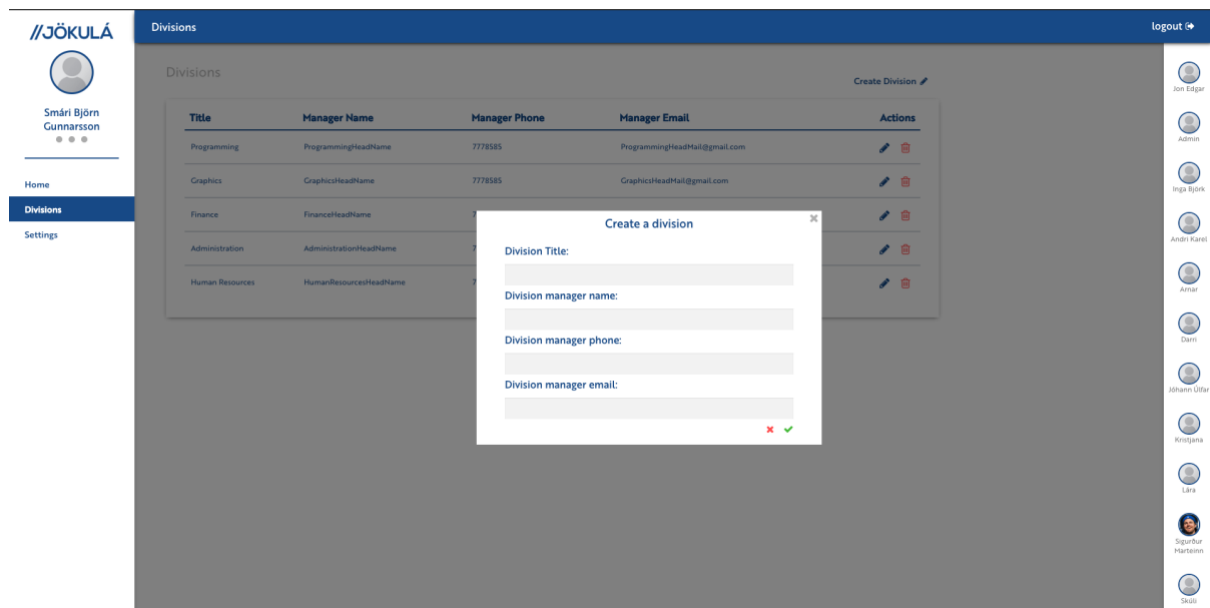 //JÖKULÁ
Divisions
logout
Smári Björn
Gunnarsson
Home
Divisions
Settings
Divisions
Create Division
Title Manager Name Manager Phone Manager Email Actions
Programming ProgrammingHeadName 7778585 ProgrammingHeadMail@gmail.com
Graphics GraphicsHeadName 7778585 GraphicsHeadMail@gmail.com
Finance FinanceHeadName 7
Administration AdministrationHeadName 7
Human Resources HumanResourcesHeadName 7
Create a division
Division Title:
Division manager name:
Division manager phone:
Division manager email:
Jon Edgar
Admin
Inga Björk
Andri Karel
Arnar
Darri
Jóhann Úlfar
Kristjana
Lára
Sigurður
Marteinn
Skúli